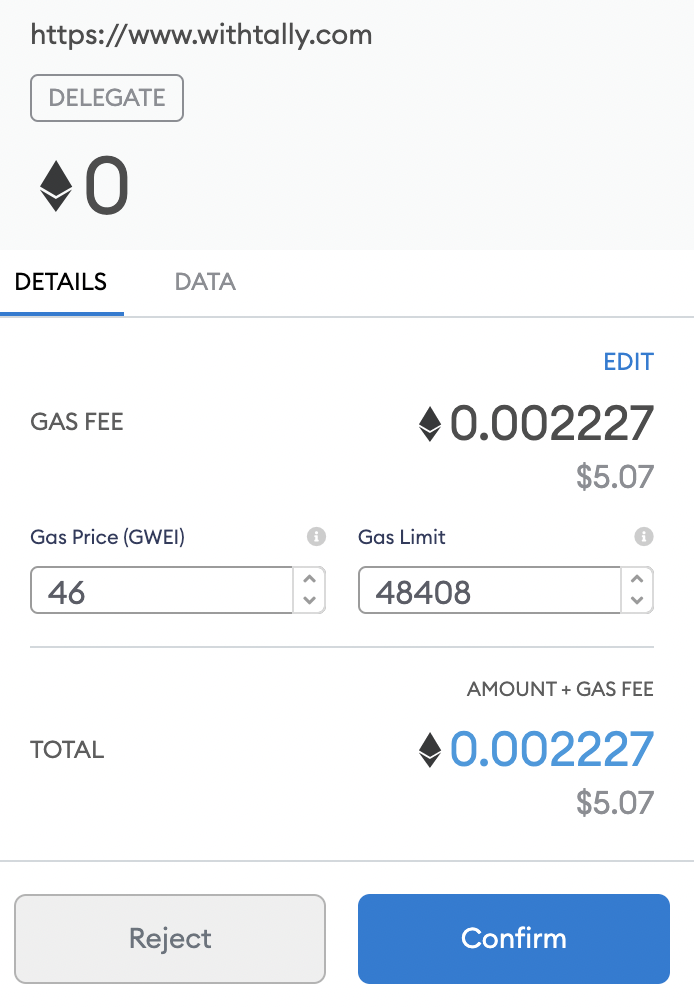 https://www.withtally.com
DELEGATE
0
DETAILS DATA
EDIT
GAS FEE 0.002227
$5.07
Gas Price (GWEI) Gas Limit
46 48408
AMOUNT + GAS FEE
TOTAL 0.002227
$5.07
Reject Confirm